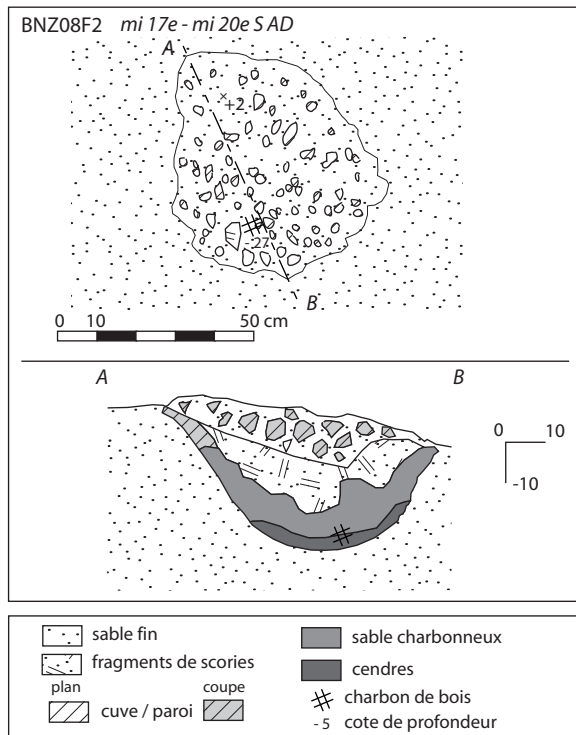 BNZ08F2 mi 17e - mi 20e S AD
A
+2
-27
B
0 10 50 cm
A B
0 10
-10
sable fin
fragments de scories
plan coupe
cuve / paroi
sable charbonneux
cendres
charbon de bois
- 5 cote de profondeur